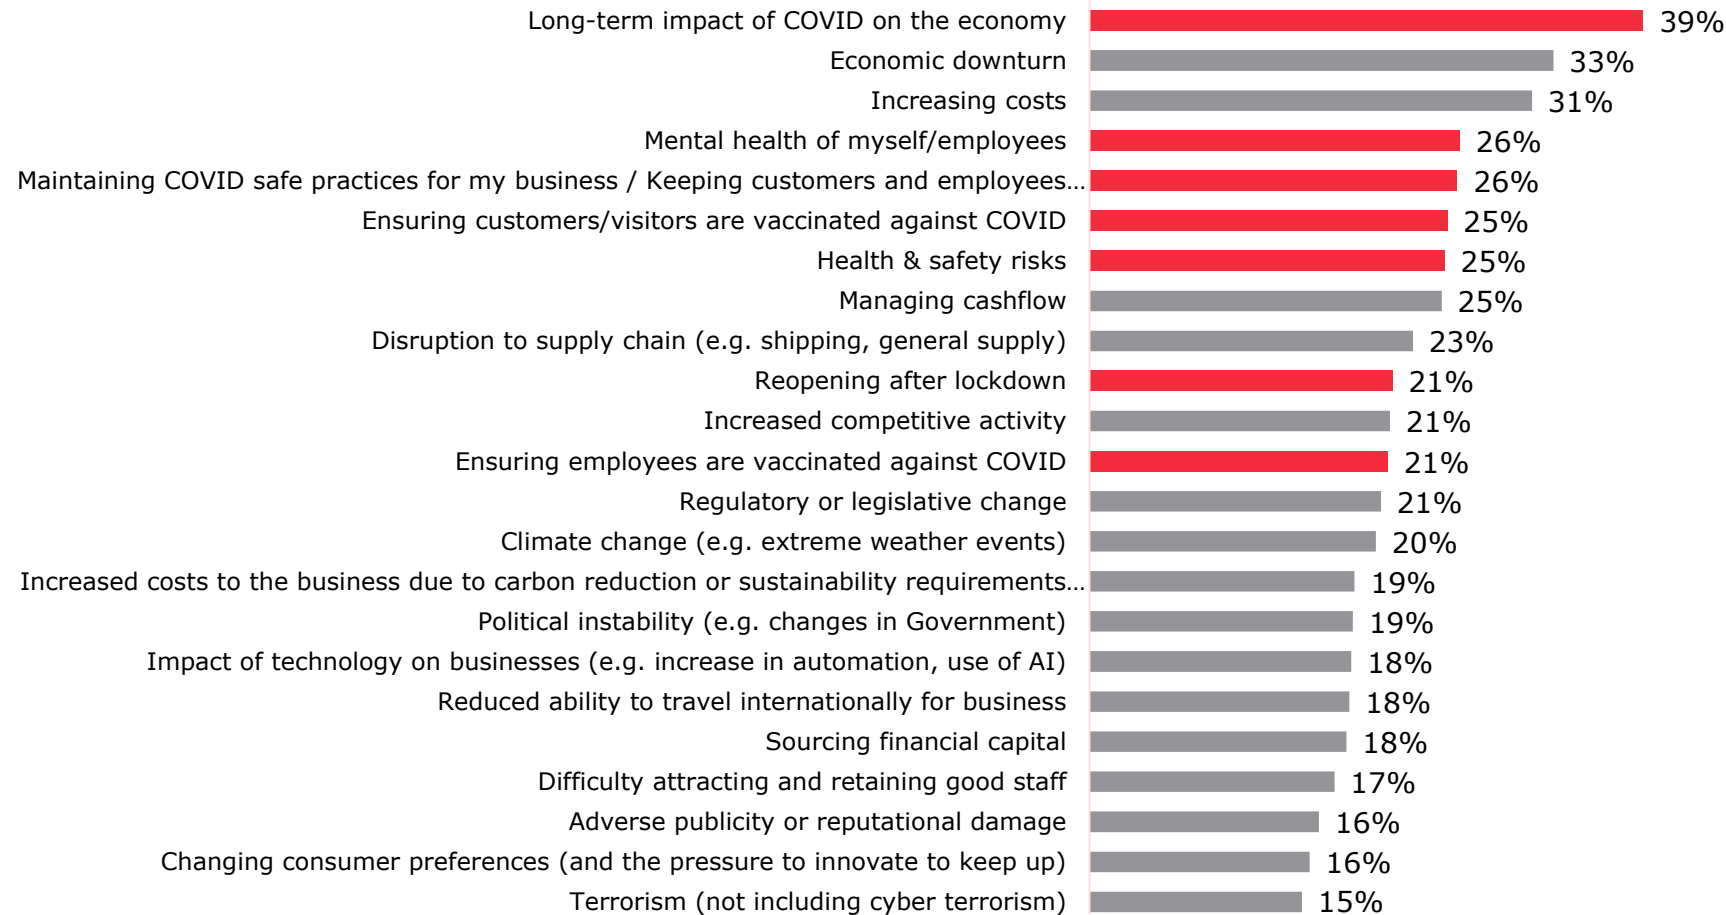 Long-term impact of COVID on the economy 39%
Economic downturn 33%
Increasing costs 31%
Mental health of myself/employees 26%
Maintaining COVID safe practices for my business / Keeping customers and employees… 26%
Ensuring customers/visitors are vaccinated against COVID 25%
Health & safety risks 25%
Managing cashflow 25%
Disruption to supply chain (e.g. shipping, general supply) 23%
Reopening after lockdown 21%
Increased competitive activity 21%
Ensuring employees are vaccinated against COVID 21%
Regulatory or legislative change 21%
Climate change (e.g. extreme weather events) 20%
Increased costs to the business due to carbon reduction or sustainability requirements… 19%
Political instability (e.g. changes in Government) 19%
Impact of technology on businesses (e.g. increase in automation, use of AI) 18%
Reduced ability to travel internationally for business 18%
Sourcing financial capital 18%
Difficulty attracting and retaining good staff 17%
Adverse publicity or reputational damage 16%
Changing consumer preferences (and the pressure to innovate to keep up) 16%
Terrorism (not including cyber terrorism) 15%